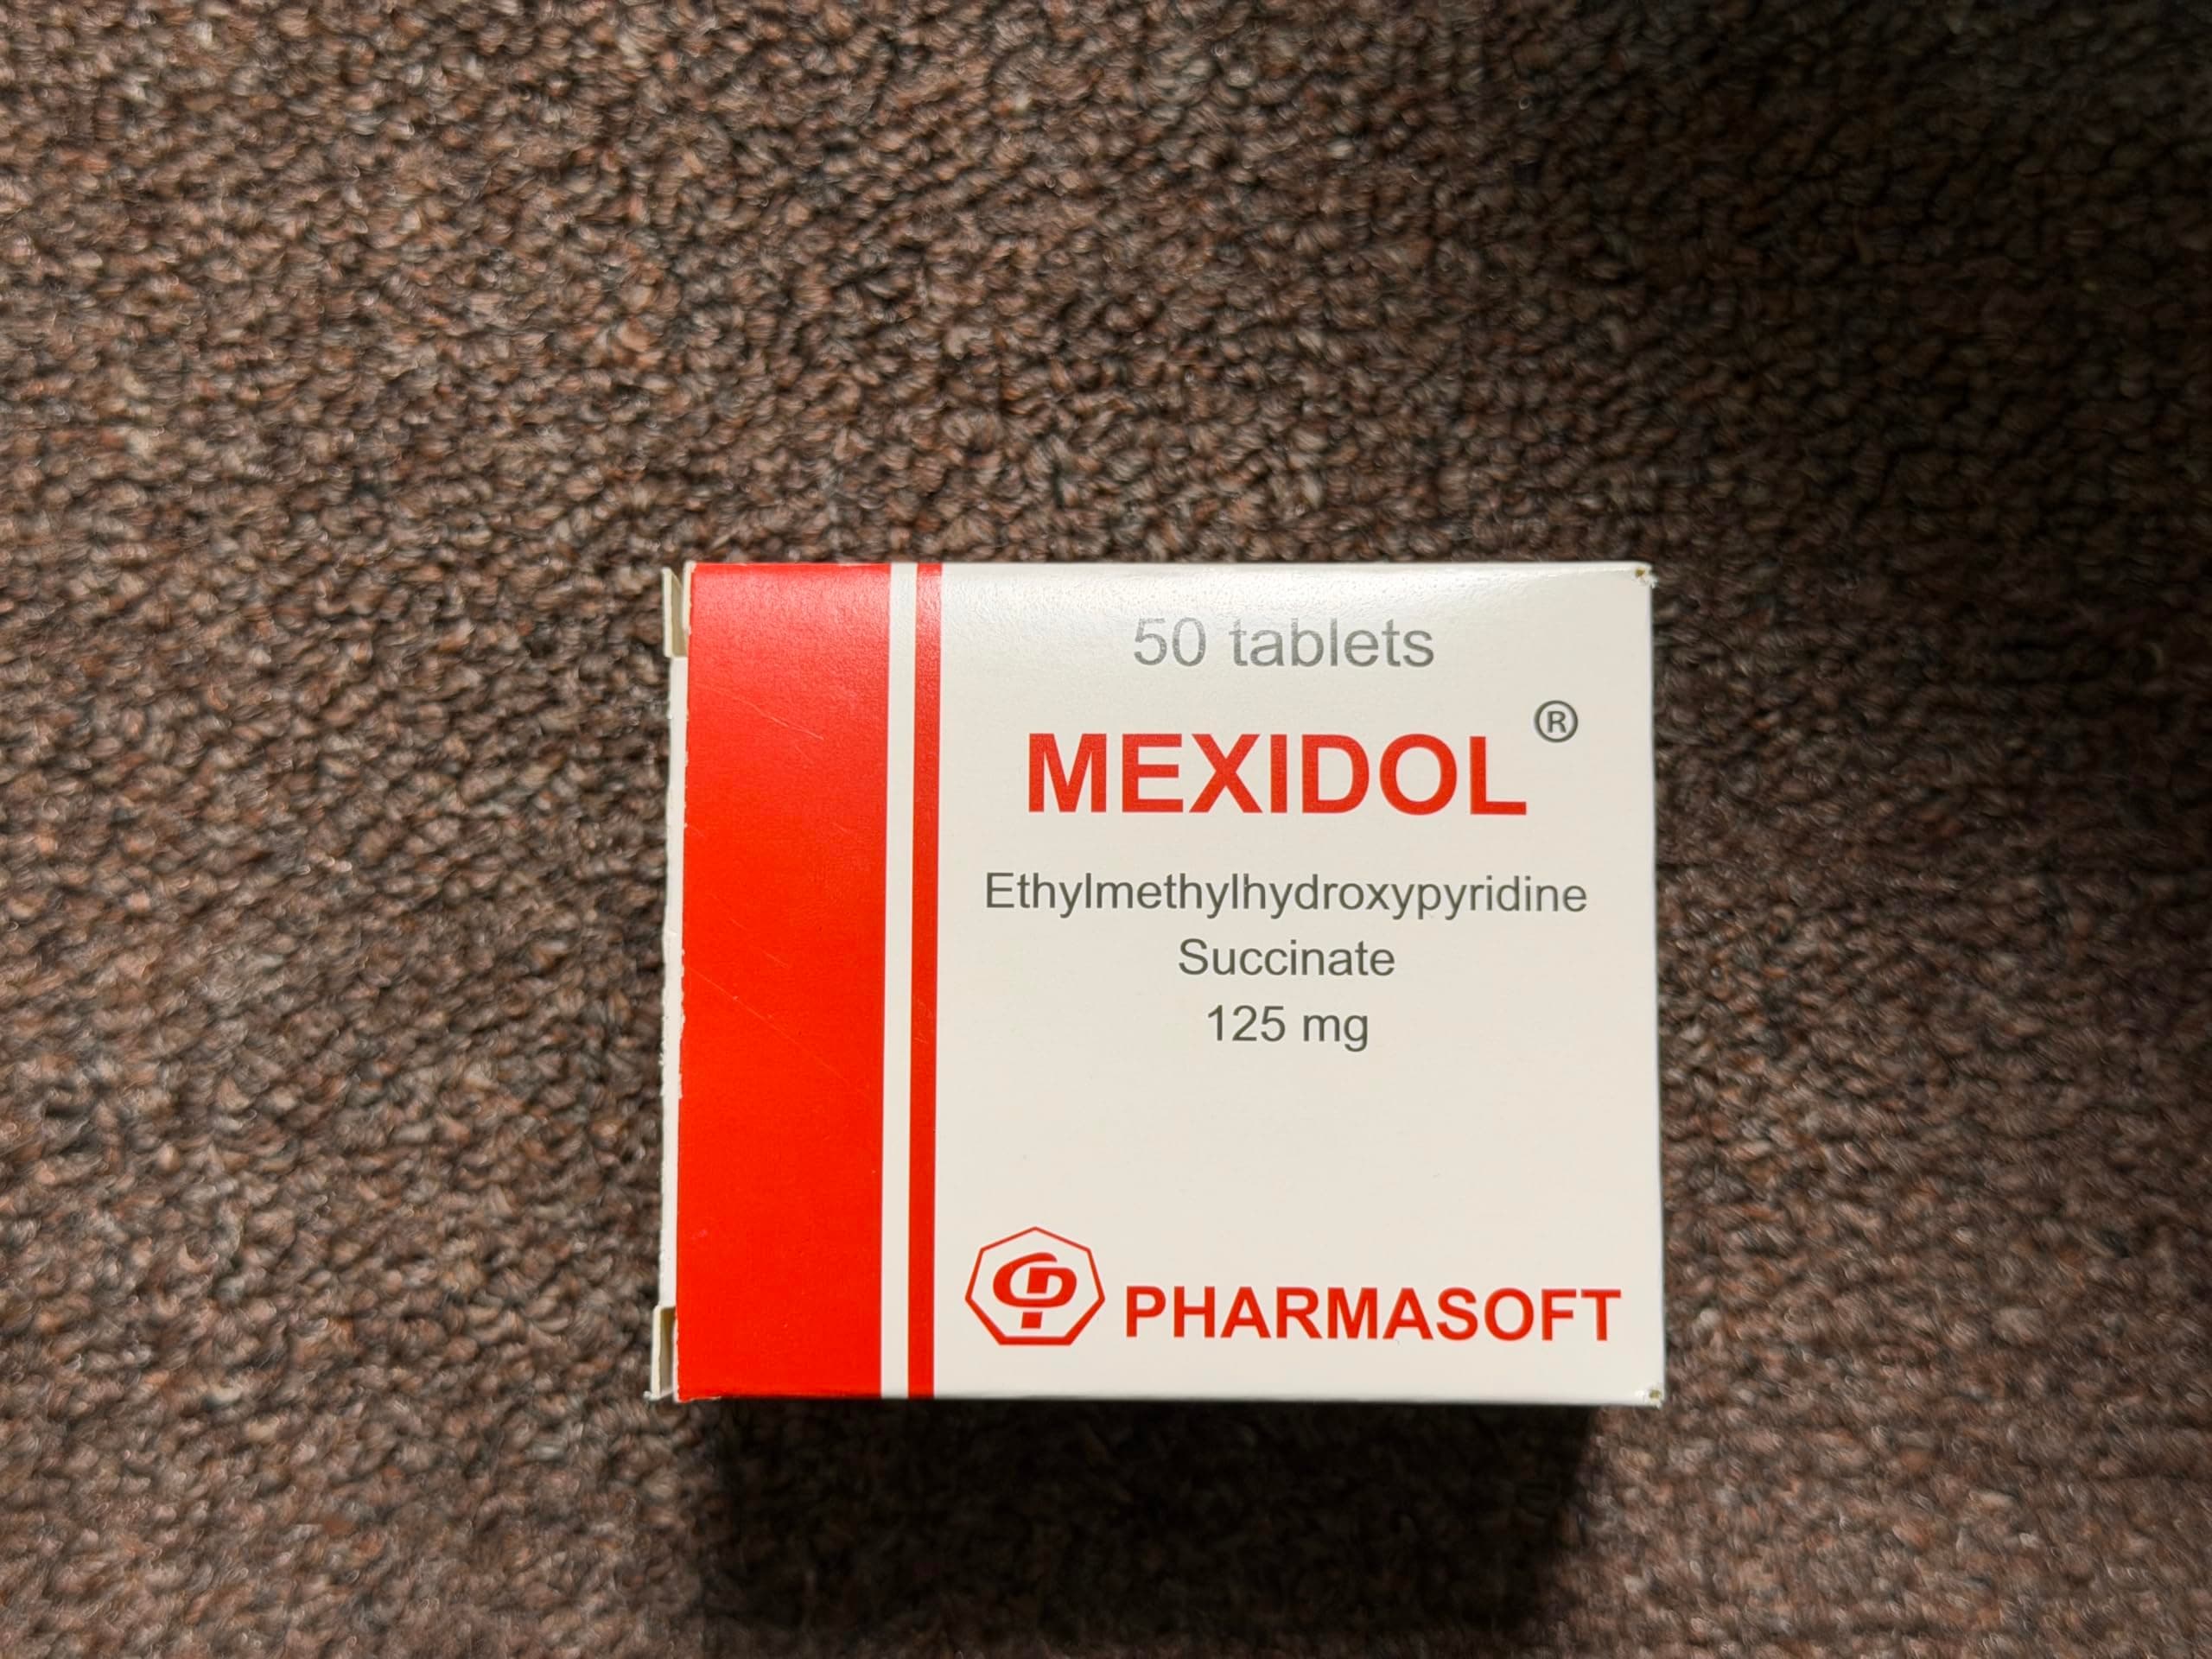 50 tablets
MEXIDOL ®
Ethylmethylhydroxypyridine
Succinate
125 mg
PHARMASOFT